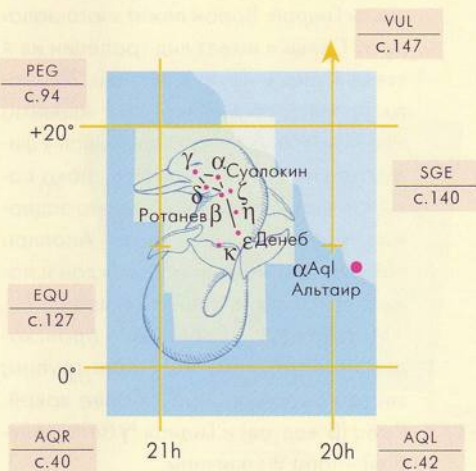 VUL
с.147
PEG
с.94
+20°
γ α Суалокин
δ ζ
Ротанев β η
ε Денеб
κ
SGE
с.140
αAql
Альтаир
EQU
с.127
0°
AQR
с.40
21h
20h
AQL
с.42